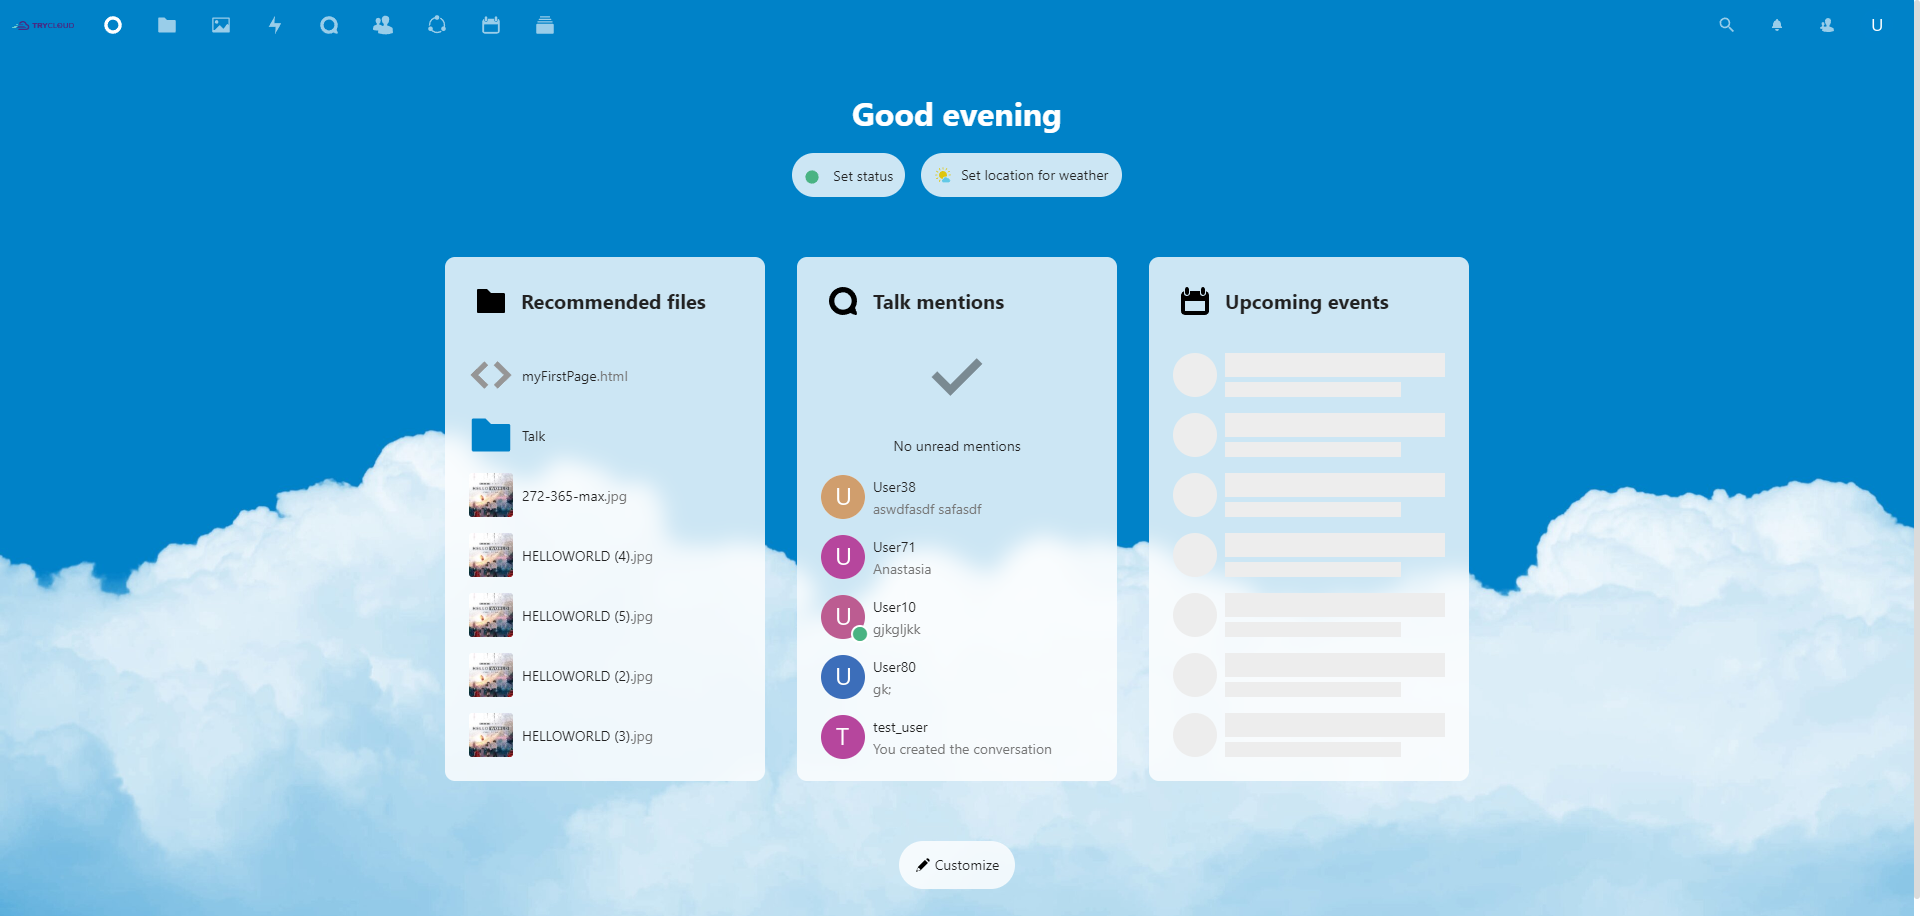 TRYCLOUD
U
Good evening
Set status
Set location for weather
Recommended files
myFirstPage.html
Talk
272-365-max.jpg
HELLOWORLD (4).jpg
HELLOWORLD (5).jpg
HELLOWORLD (2).jpg
HELLOWORLD (3).jpg
Talk mentions
No unread mentions
U
User38
aswdfasdf safasdf
U
User71
Anastasia
U
User10
gjkgljkk
U
User80
gk;
T
test_user
You created the conversation
Upcoming events
Customize